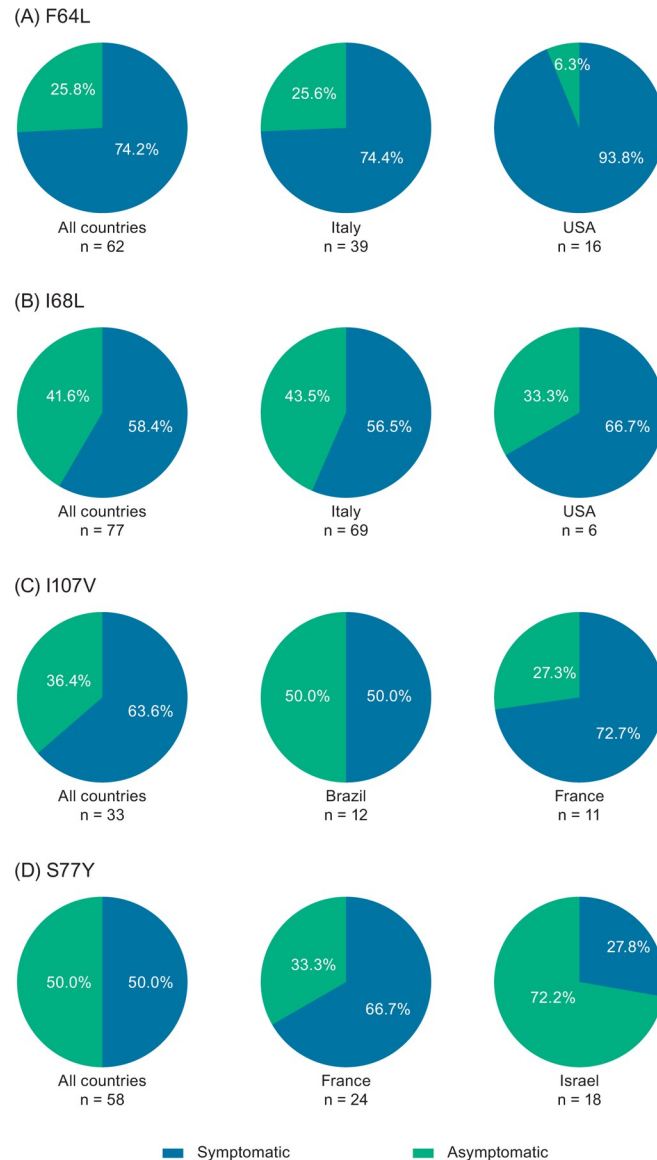 (A) F64L
25.8%
74.2%
All countries
n = 62
25.6%
74.4%
Italy
n = 39
6.3%
93.8%
USA
n = 16
(B) I68L
41.6%
58.4%
All countries
n = 77
43.5%
56.5%
Italy
n = 69
33.3%
66.7%
USA
n = 6
(C) I107V
36.4%
63.6%
All countries
n = 33
50.0%
50.0%
Brazil
n = 12
27.3%
72.7%
France
n = 11
(D) S77Y
50.0%
50.0%
All countries
n = 58
33.3%
66.7%
France
n = 24
27.8%
72.2%
Israel
n = 18
Symptomatic
Asymptomatic